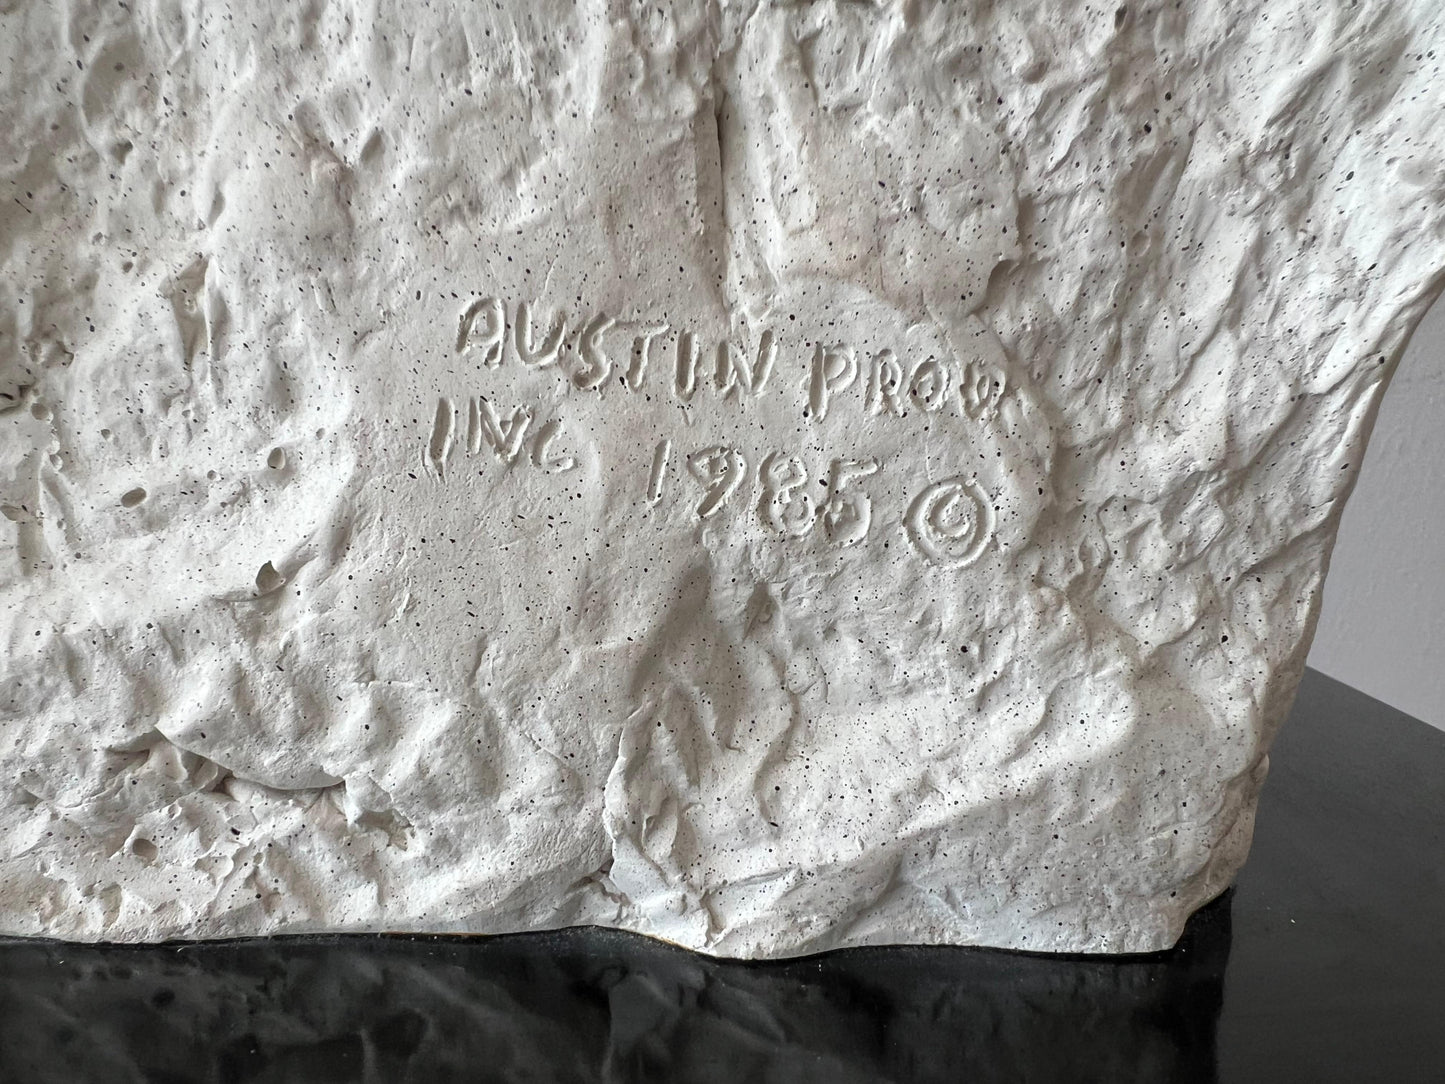 AUSTIN PROD
INC 1985 ©